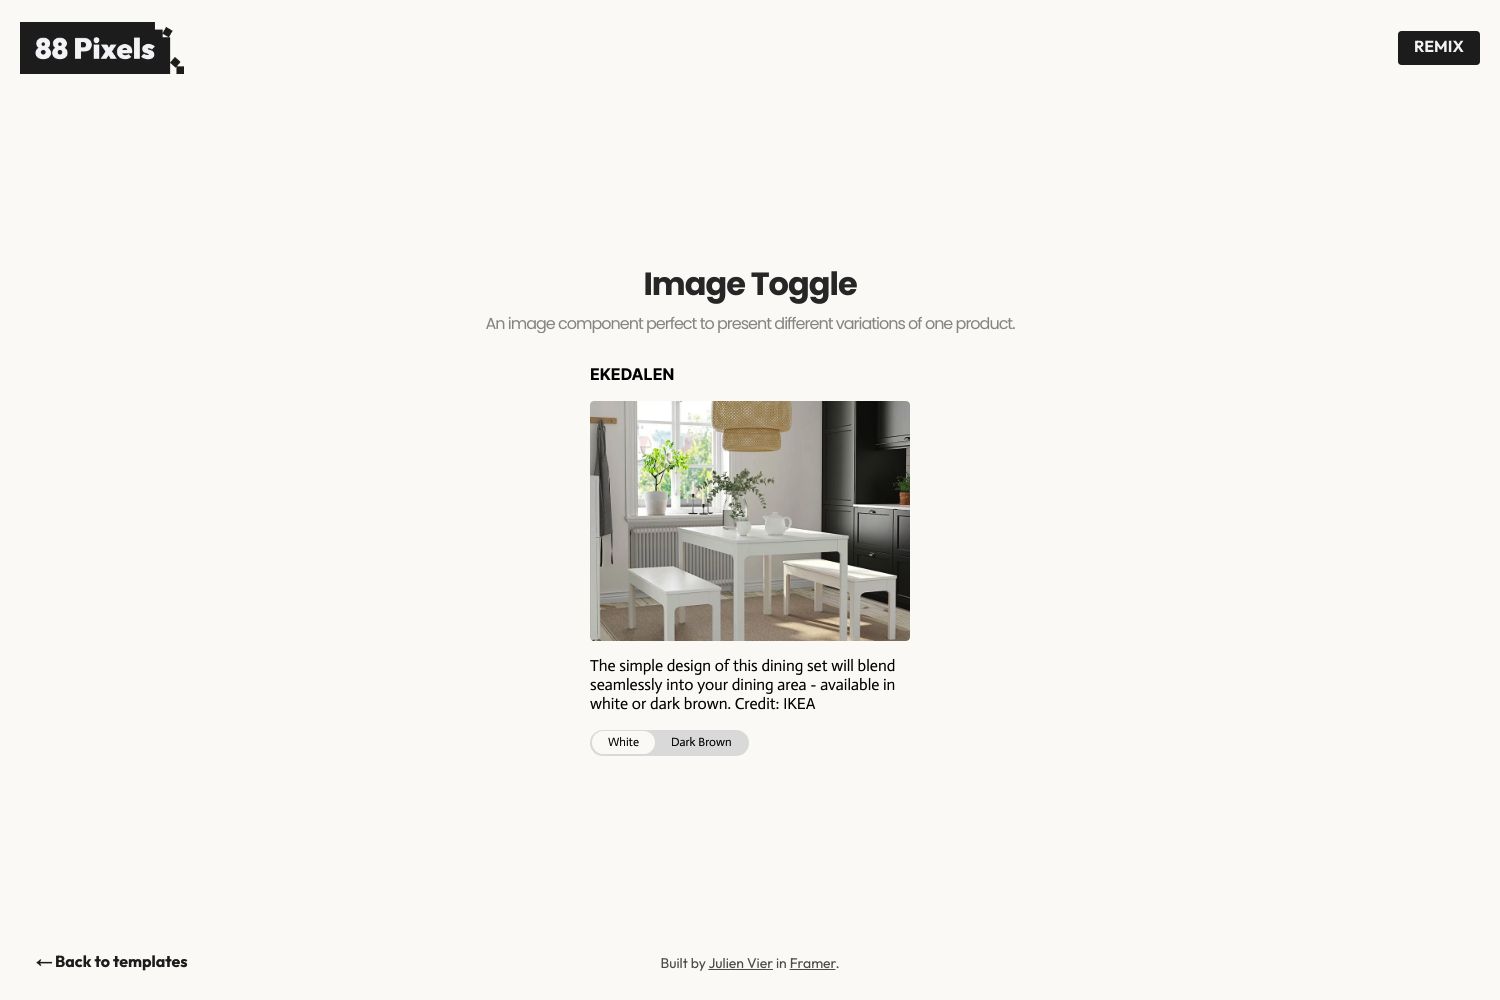 88 Pixels
REMIX
Image Toggle
An image component perfect to present different variations of one product.
EKEDALEN
The simple design of this dining set will blend
seamlessly into your dining area - available in
white or dark brown. Credit: IKEA
White
Dark Brown
← Back to templates
Built by Julien Vier in Framer.